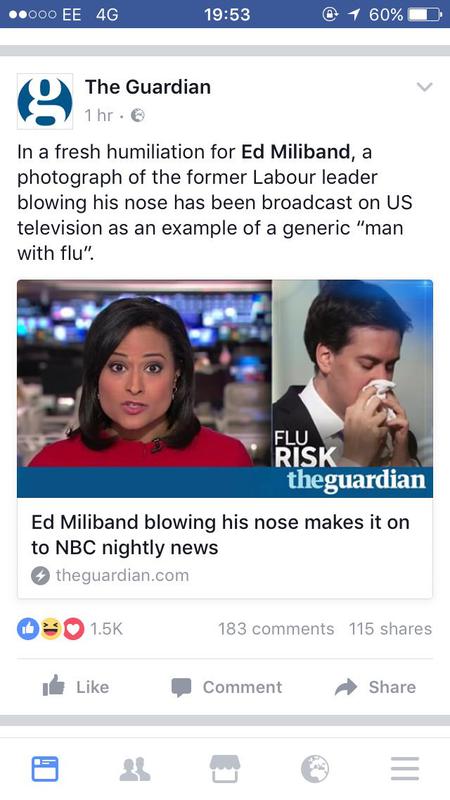 EE 4G 19:53 60%
The Guardian
1 hr
In a fresh humiliation for Ed Miliband, a
photograph of the former Labour leader
blowing his nose has been broadcast on US
television as an example of a generic “man
with flu”.
FLU
RISK
theguardian
Ed Miliband blowing his nose makes it on
to NBC nightly news
theguardian.com
1.5K 183 comments 115 shares
Like Comment Share